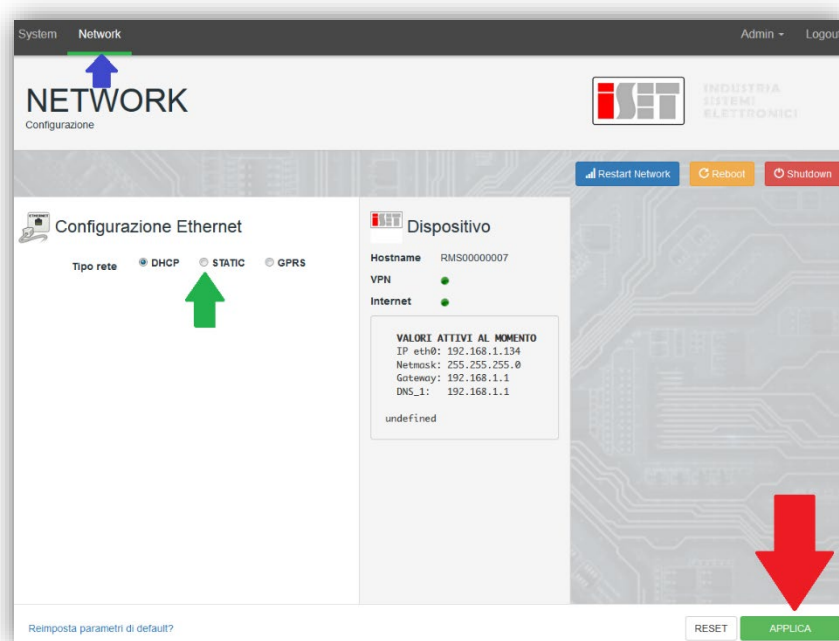 System Network Admin Logout
NETWORK
Configurazione
iSET
INDUSTRIA
SISTEMI
ELETTRONICI
Restart Network Reboot Shutdown
Configurazione Ethernet
Tipo rete DHCP STATIC GPRS
iSET Dispositivo
Hostname RMS00000007
VPN
Internet
VALORI ATTIVI AL MOMENTO
IP eth0: 192.168.1.134
Netmask: 255.255.255.0
Gateway: 192.168.1.1
DNS_1: 192.168.1.1
undefined
Reimposta parametri di default?
RESET APPLICA